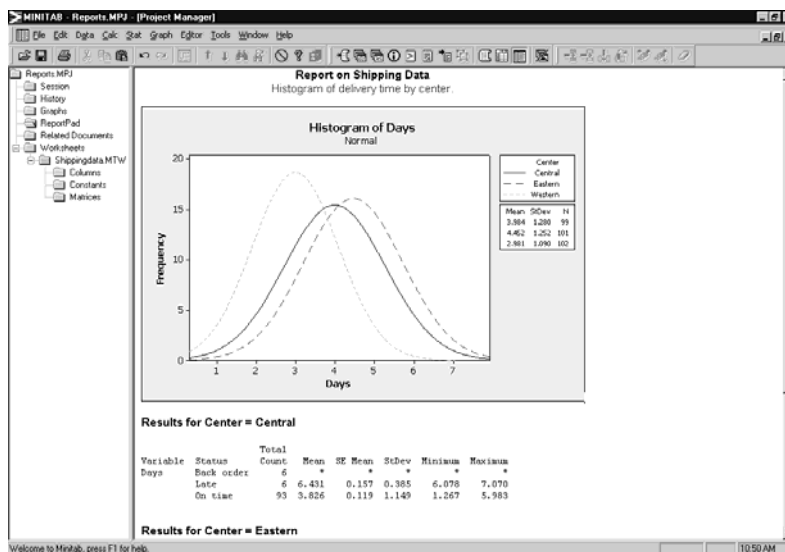 MINITAB - Reports.MPJ - [Project Manager]
File Edit Data Calc Stat Graph Editor Tools Window Help
Reports.MPJ
Session
History
Graphs
ReportPad
Related Documents
Worksheets
Shippingdata.MTW
Columns
Constants
Matrices
Report on Shipping Data
Histogram of delivery time by center.
Histogram of Days
Normal
Frequency
20
15
10
5
0
1 2 3 4 5 6 7
Days
Center
Central
Eastern
Western
Mean StDev N
3.984 1.280 99
4.452 1.252 101
2.981 1.090 102
Results for Center = Central
Total
Variable Status Count Mean SE Mean StDev Minimum Maximum
Days Back order 6 * * * * *
Late 6 6.431 0.157 0.385 6.078 7.070
On time 93 3.826 0.119 1.149 1.267 5.983
Results for Center = Eastern
Welcome to Minitab, press F1 for help.
10:50 AM